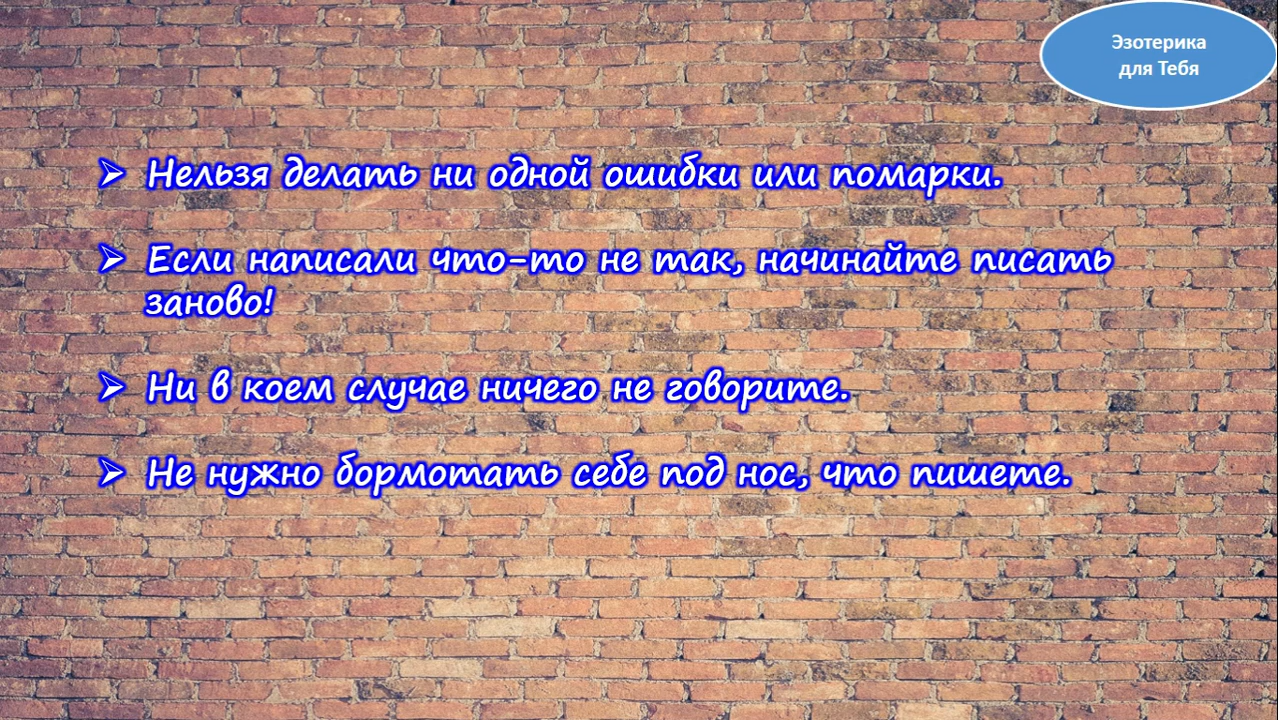 Эзотерика
для Тебя
➢ Нельзя делать ни одной ошибки или помарки.
➢ Если написали что-то не так, начинайте писать
заново!
➢ Ни в коем случае ничего не говорите.
➢ Не нужно бормотать себе под нос, что пишете.